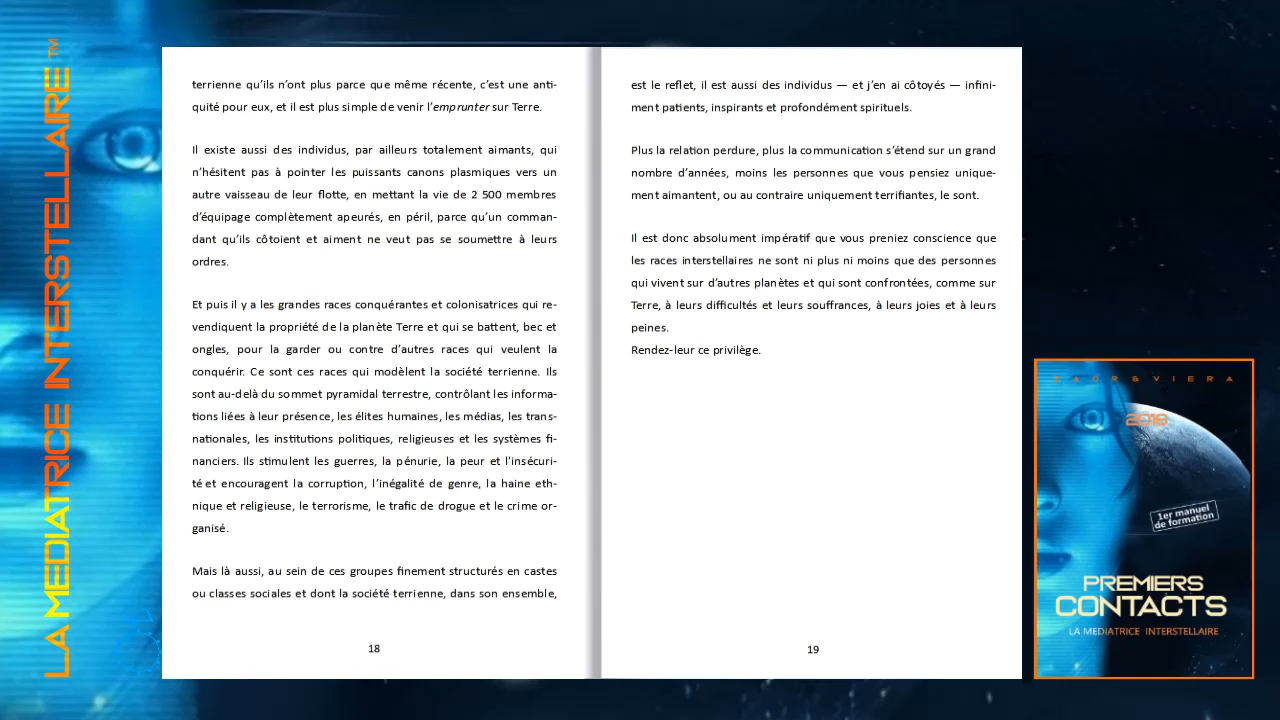 LA MEDIATRICE INTERSTELLAIRE™
terrienne qu'ils n'ont plus parce que même récente, c'est une anti-
quité pour eux, et il est plus simple de venir l'emprunter sur Terre.
Il existe aussi des individus, par ailleurs totalement aimants, qui
n'hésitent pas à pointer les puissants canons plasmiques vers un
autre vaisseau de leur flotte, en mettant la vie de 2 500 membres
d'équipage complètement apeurés, en péril, parce qu'un comman-
dant qu'ils côtoient et aiment ne veut pas se soumettre à leurs
ordres.
Et puis il y a les grandes races conquérantes et colonisatrices qui re-
vendiquent la propriété de la planète Terre et qui se battent, bec et
ongles, pour la garder ou contre d'autres races qui veulent la
conquérir. Ce sont ces races qui modèlent la société terrienne. Ils
sont au-delà du sommet pyramidal terrestre, contrôlant les informa-
tions liées à leur présence, les élites humaines, les médias, les trans-
nationales, les institutions politiques, religieuses et les systèmes fi-
nanciers. Ils stimulent les guerres, la pénurie, la peur et l'insécuri-
té et encouragent la corruption, l'inégalité de genre, la haine eth-
nique et religieuse, le terrorisme, le trafic de drogue et le crime or-
ganisé.
Mais là aussi, au sein de ces groupes finement structurés en castes
ou classes sociales et dont la société terrienne, dans son ensemble,
18
est le reflet, il est aussi des individus — et j'en ai côtoyés — infini-
ment patients, inspirants et profondément spirituels.
Plus la relation perdure, plus la communication s'étend sur un grand
nombre d'années, moins les personnes que vous pensiez unique-
ment aimantent, ou au contraire uniquement terrifiantes, le sont.
Il est donc absolument impératif que vous preniez conscience que
les races interstellaires ne sont ni plus ni moins que des personnes
qui vivent sur d'autres planètes et qui sont confrontées, comme sur
Terre, à leurs difficultés et leurs souffrances, à leurs joies et à leurs
peines.
Rendez-leur ce privilège.
19
ZAOR&VIERA
2018
1er manuel
de formation
PREMIERS
CONTACTS
LA MEDIATRICE INTERSTELLAIRE